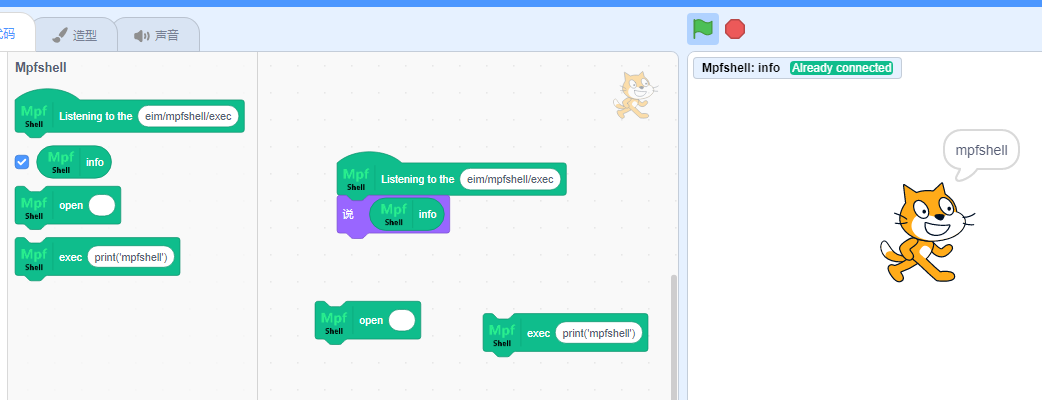 代码
造型
声音
Mpfshell
Mpf Shell Listening to the eim/mpfshell/exec
Mpf Shell info
Mpf Shell open
Mpf Shell exec print('mpfshell')
Mpf Shell Listening to the eim/mpfshell/exec
说 Mpf Shell info
Mpf Shell open
Mpf Shell exec print('mpfshell')
Mpfshell: info Already connected
mpfshell